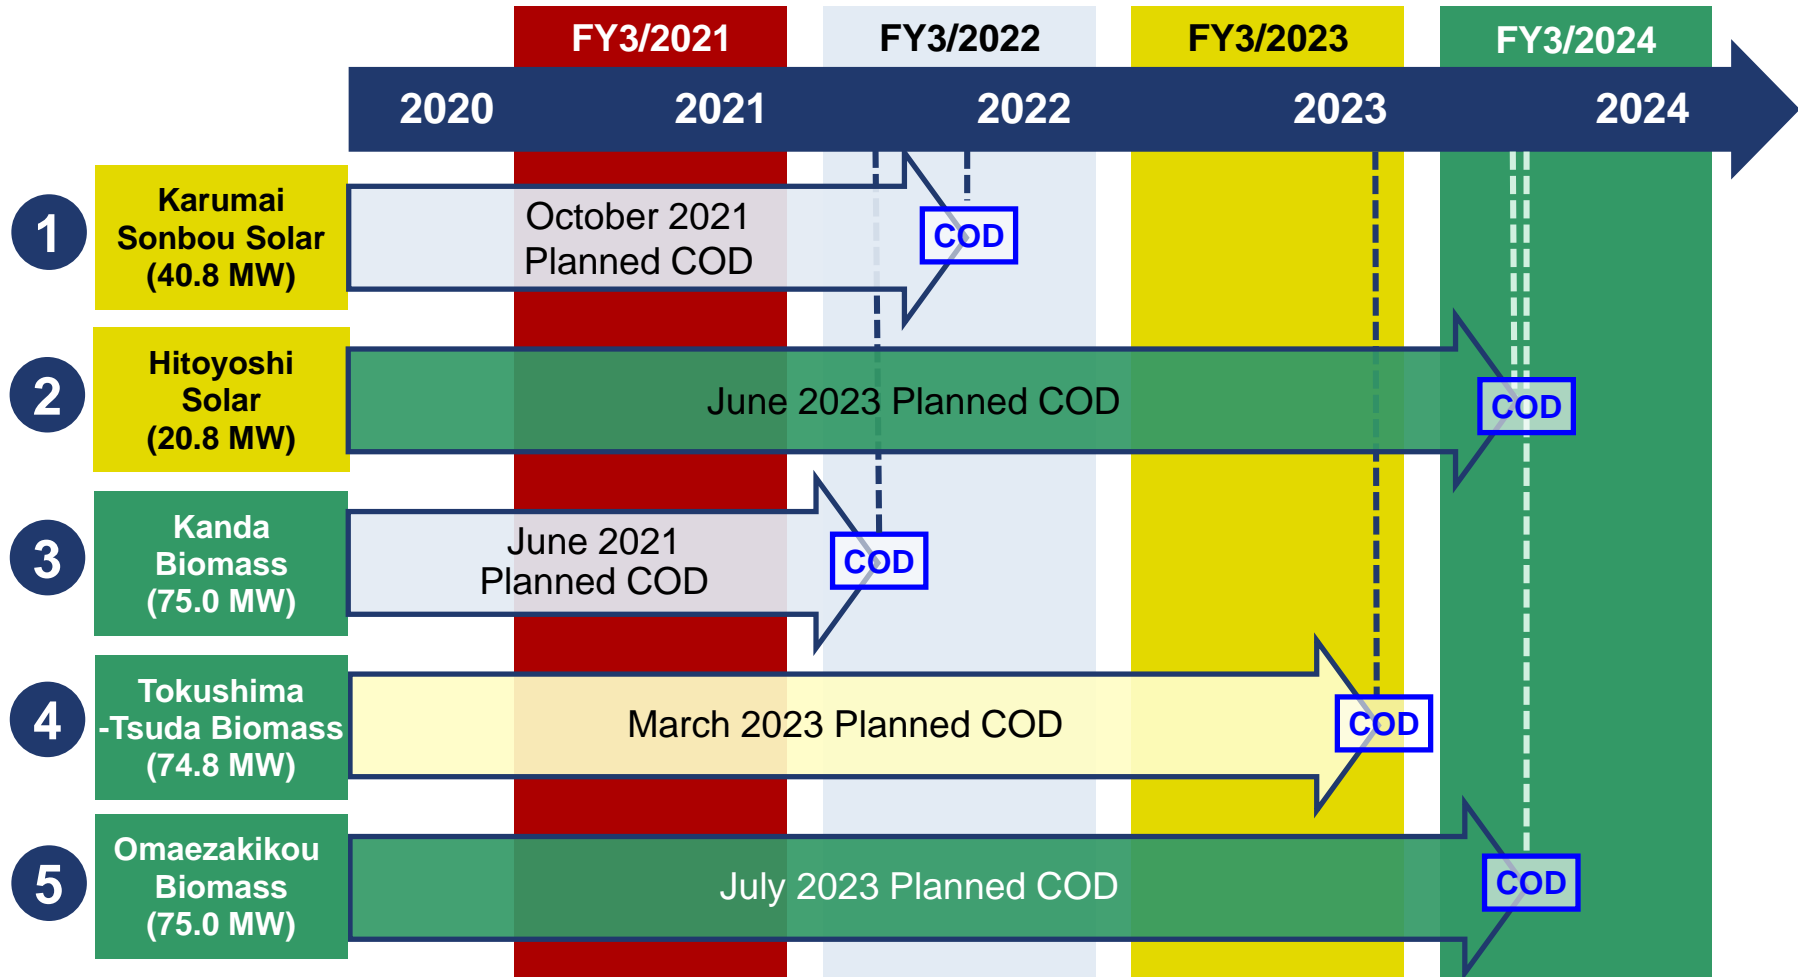 FY3/2021
FY3/2022
FY3/2023
FY3/2024
2020
2021
2022
2023
2024
1
Karumai
Sonbou Solar
(40.8 MW)
October 2021
Planned COD
COD
2
Hitoyoshi
Solar
(20.8 MW)
June 2023 Planned COD
COD
3
Kanda
Biomass
(75.0 MW)
June 2021
Planned COD
COD
4
Tokushima
-Tsuda Biomass
(74.8 MW)
March 2023 Planned COD
COD
5
Omaezakikou
Biomass
(75.0 MW)
July 2023 Planned COD
COD